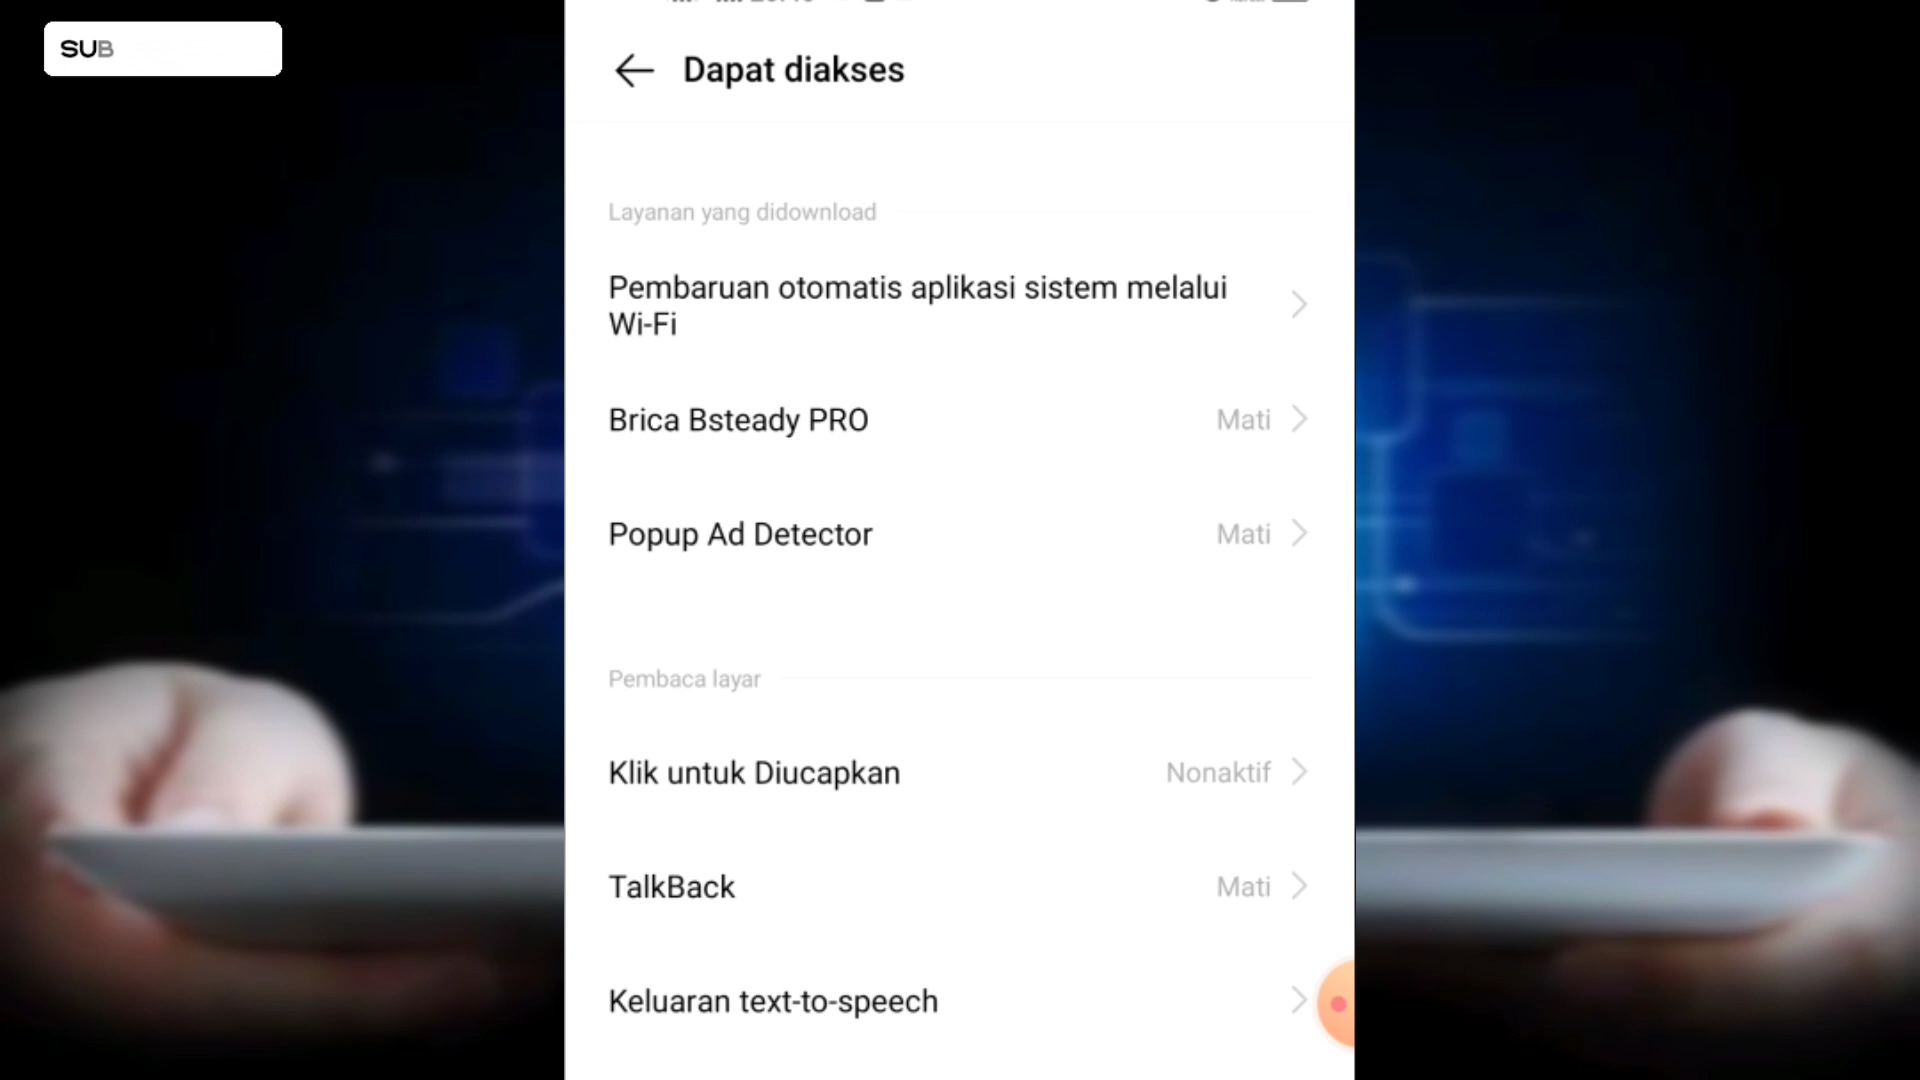 SUB
Dapat diakses
Layanan yang didownload
Pembaruan otomatis aplikasi sistem melalui
Wi-Fi
Brica Bsteady PRO
Mati
Popup Ad Detector
Mati
Pembaca layar
Klik untuk Diucapkan
Nonaktif
TalkBack
Mati
Keluaran text-to-speech